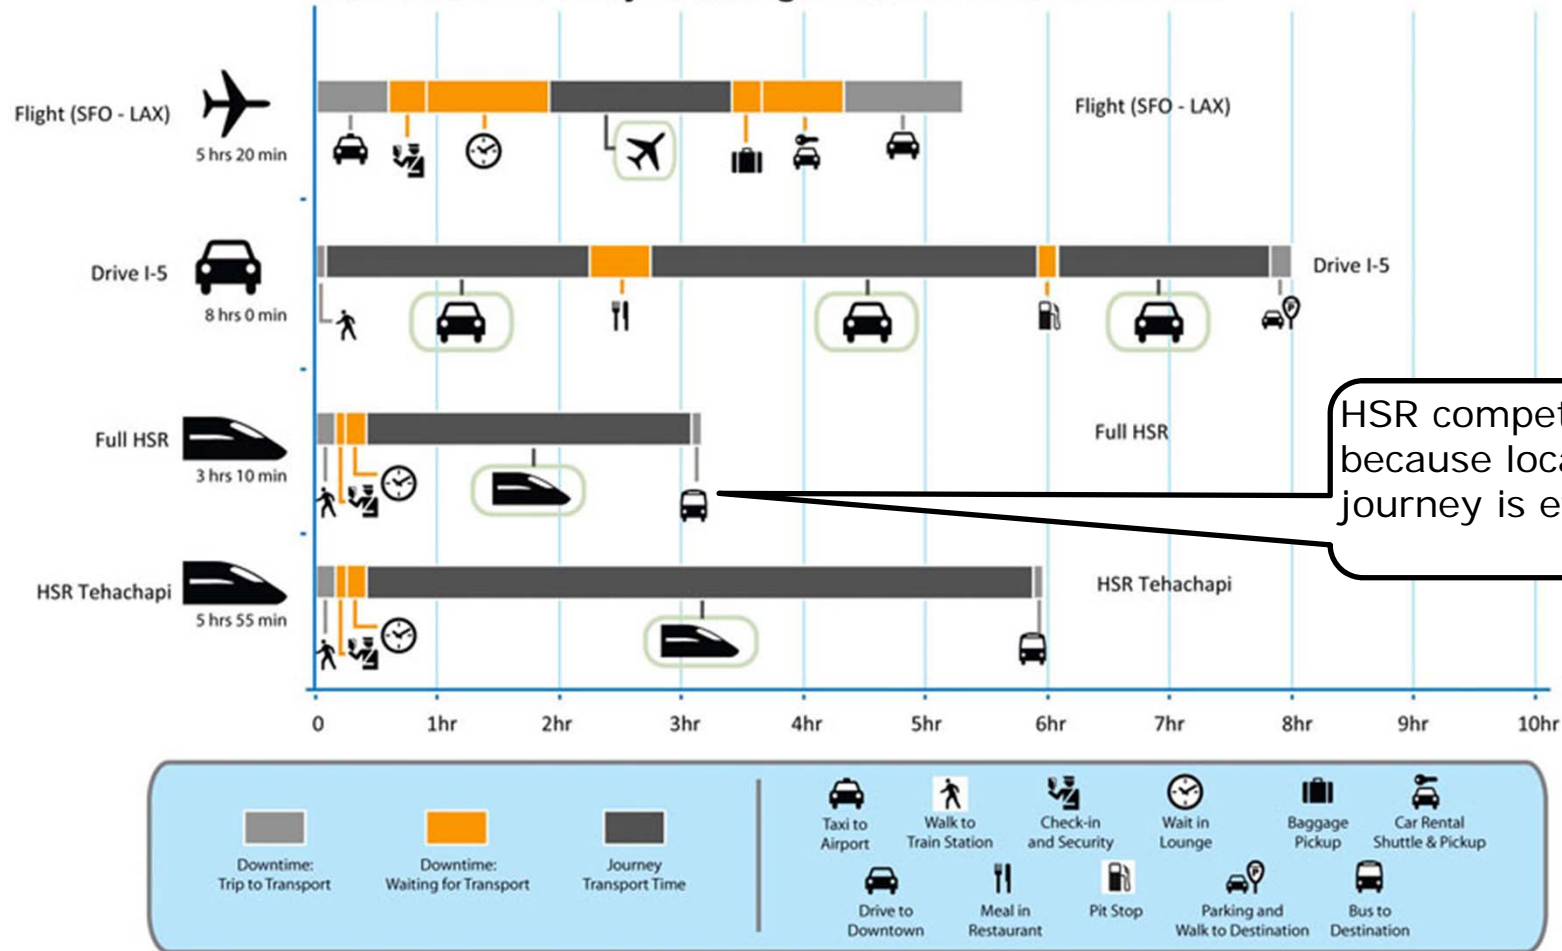 Flight (SFO - LAX)
5 hrs 20 min
Flight (SFO - LAX)
Drive I-5
8 hrs 0 min
Drive I-5
Full HSR
3 hrs 10 min
Full HSR
HSR
because
journey is
HSR Tehachapi
5 hrs 55 min
HSR Tehachapi
0 1hr 2hr 3hr 4hr 5hr 6hr 7hr 8hr 9hr 10hr
Downtime:
Trip to Transport
Downtime:
Waiting for Transport
Journey
Transport Time
Taxi to
Airport
Walk to
Train Station
Check-in
and Security
Wait in
Lounge
Baggage
Pickup
Car Rental
Shuttle & Pickup
Drive to
Downtown
Meal in
Restaurant
Pit Stop
Parking and
Walk to Destination
Bus to
Destination